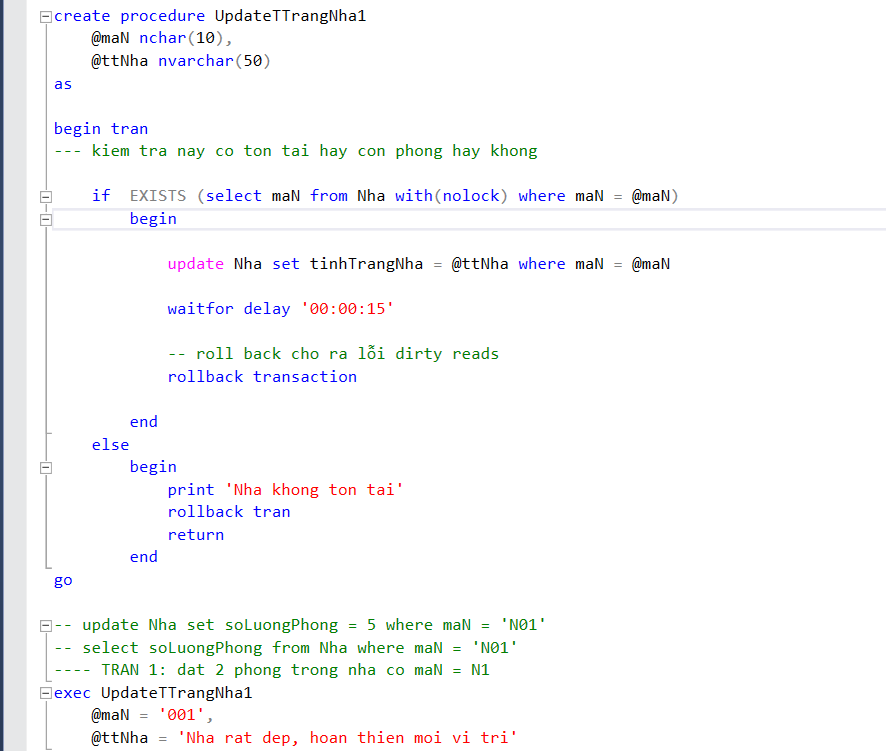 create procedure UpdateTTrangNha1
@maN nchar(10),
@ttNha nvarchar(50)
as
begin tran
--- kiem tra nay co ton tai hay con phong hay khong
if  EXISTS (select maN from Nha with(nolock) where maN = @maN)
begin
update Nha set tinhTrangNha = @ttNha where maN = @maN
waitfor delay '00:00:15'
-- roll back cho ra lỗi dirty reads
rollback transaction
end
else
begin
print 'Nha khong ton tai'
rollback tran
return
end
go
-- update Nha set soLuongPhong = 5 where maN = 'N01'
-- select soLuongPhong from Nha where maN = 'N01'
---- TRAN 1: dat 2 phong trong nha co maN = N1
exec UpdateTTrangNha1
@maN = '001',
@ttNha = 'Nha rat dep, hoan thien moi vi tri'